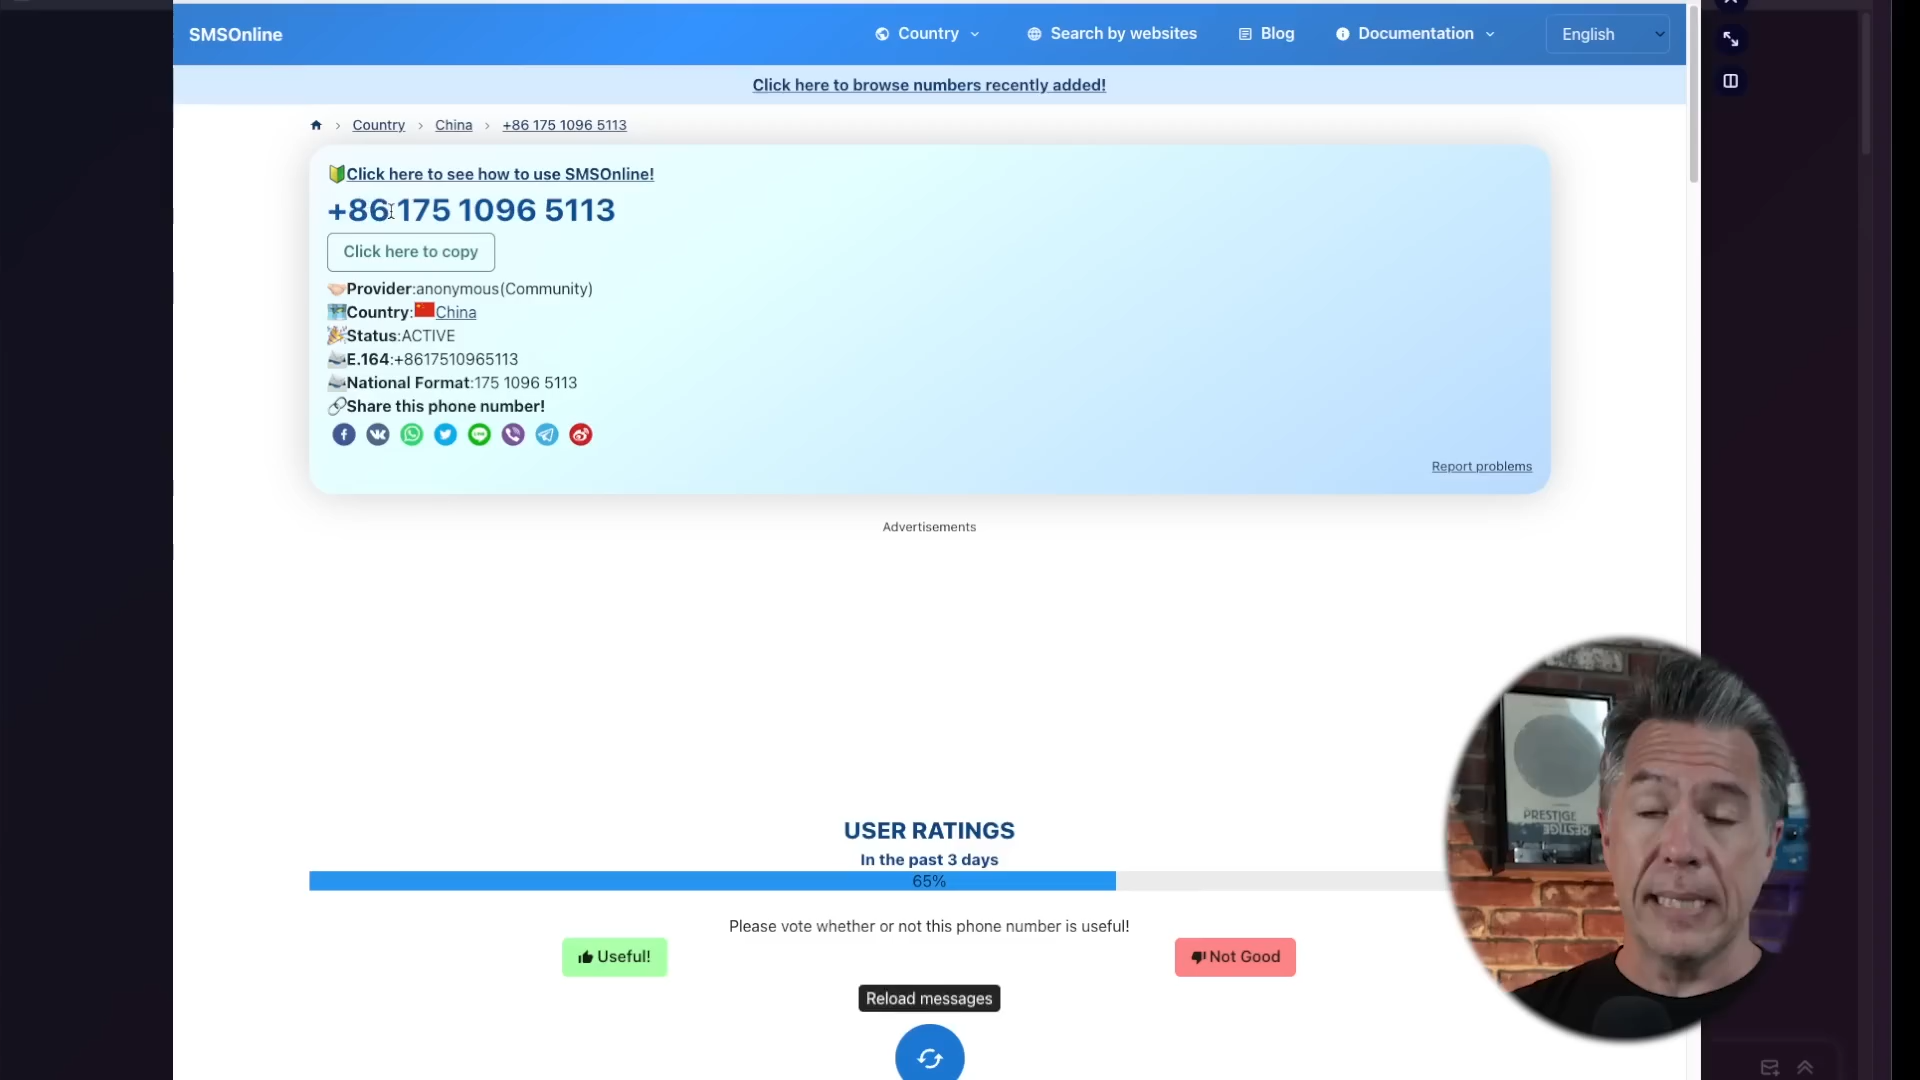 SMSOnline
Country
Search by websites
Blog
Documentation
English
Click here to browse numbers recently added!
Country › China › +86 175 1096 5113
Click here to see how to use SMSOnline!
+86 175 1096 5113
Click here to copy
Provider:anonymous(Community)
Country:China
Status:ACTIVE
E.164:+8617510965113
National Format:175 1096 5113
Share this phone number!
Report problems
Advertisements
USER RATINGS
In the past 3 days
65%
Please vote whether or not this phone number is useful!
Useful!
Not Good
Reload messages
PRESTIGE